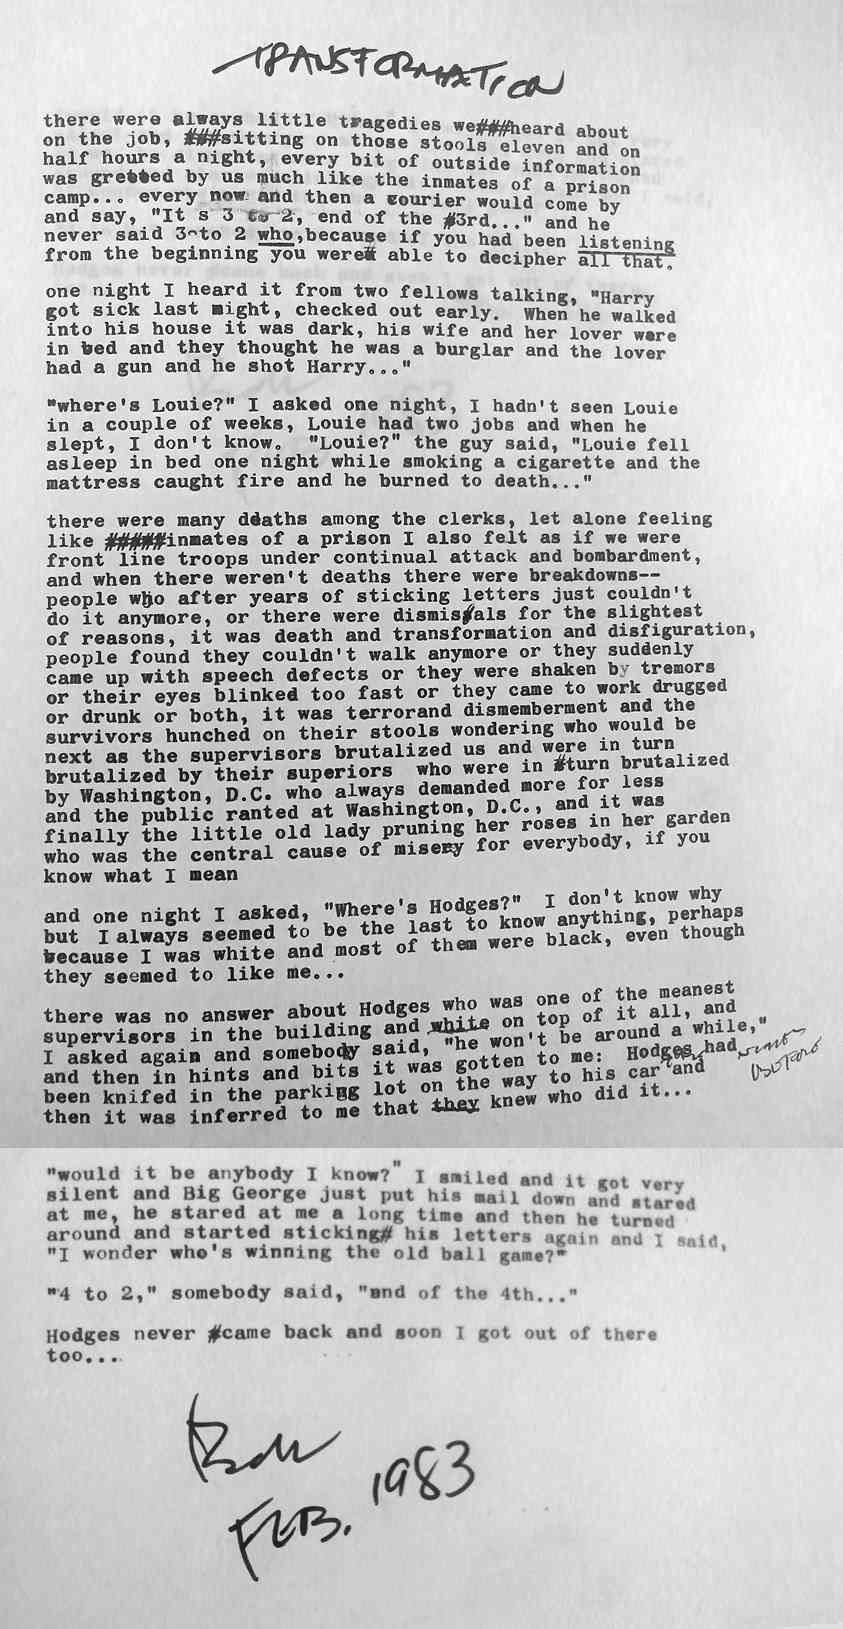 TRANSFORMATION
there were always little tragedies we###heard about
on the job, ###sitting on those stools eleven and on
half hours a night, every bit of outside information
was greeted by us much like the inmates of a prison
camp... every now and then a courier would come by
and say, "It s 3 to 2, end of the #3rd..." and he
never said 3 to 2 who, because if you had been listening
from the beginning you were# able to decipher all that.
one night I heard it from two fellows talking, "Harry
got sick last night, checked out early.  When he walked
into his house it was dark, his wife and her lover were
in bed and they thought he was a burglar and the lover
had a gun and he shot Harry..."
"where's Louie?" I asked one night, I hadn't seen Louie
in a couple of weeks, Louie had two jobs and when he
slept, I don't know.  "Louie?" the guy said, "Louie fell
asleep in bed one night while smoking a cigarette and the
mattress caught fire and he burned to death..."
there were many deaths among the clerks, let alone feeling
like #####inmates of a prison I also felt as if we were
front line troops under continual attack and bombardment,
and when there weren't deaths there were breakdowns--
people who after years of sticking letters just couldn't
do it anymore, or there were dismissals for the slightest
of reasons, it was death and transformation and disfiguration,
people found they couldn't walk anymore or they suddenly
came up with speech defects or they were shaken by tremors
or their eyes blinked too fast or they came to work drugged
or drunk or both, it was terrorand dismemberment and the
survivors hunched on their stools wondering who would be
next as the supervisors brutalized us and were in turn
brutalized by their superiors  who were in #turn brutalized
by Washington, D.C. who always demanded more for less
and the public ranted at Washington, D.C., and it was
finally the little old lady pruning her roses in her garden
who was the central cause of misery for everybody, if you
know what I mean
and one night I asked, "Where's Hodges?"  I don't know why
but I always seemed to be the last to know anything, perhaps
because I was white and most of them were black, even though
they seemed to like me...
there was no answer about Hodges who was one of the meanest
supervisors in the building and white on top of it all, and
I asked again and somebody said, "he won't be around a while,"
and then in hints and bits it was gotten to me:  Hodges had
been knifed in the parking lot on the way to his car and
then it was inferred to me that they knew who did it...
"would it be anybody I know?" I smiled and it got very
silent and Big George just put his mail down and stared
at me, he stared at me a long time and then he turned
around and started sticking# his letters again and I said,
"I wonder who's winning the old ball game?"
"4 to 2," somebody said, "end of the 4th..."
Hodges never #came back and soon I got out of there
too...
FEB. 1983